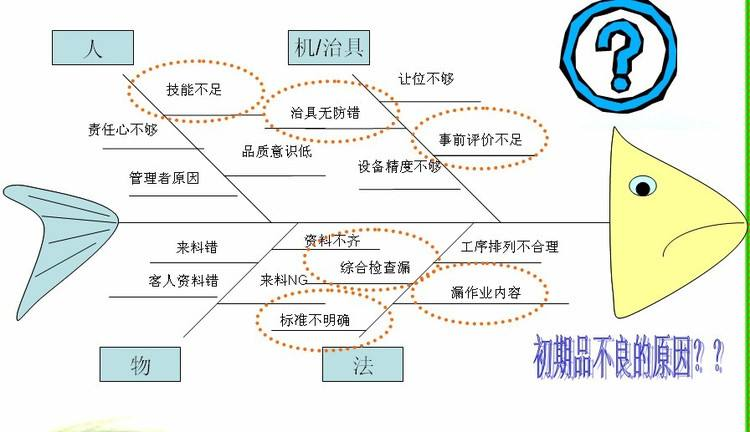 人
机/治具
技能不足
让位不够
治具无防错
责任心不够
事前评价不足
品质意识低
设备精度不够
管理者原因
资料不齐
来料错
工序排列不合理
综合检查漏
客人资料错
来料NG
漏作业内容
标准不明确
初期品不良的原因？？
物
法